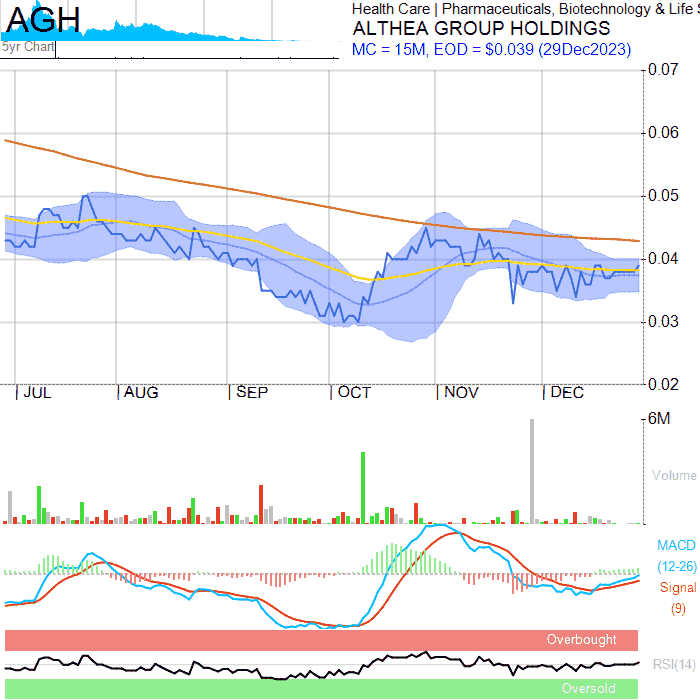 AGH
Health Care | Pharmaceuticals, Biotechnology & Life S
ALTHEA GROUP HOLDINGS
MC = 15M, EOD = $0.039 (29Dec2023)
5yr Chart
0.07
0.06
0.05
0.04
0.03
0.02
JUL AUG SEP OCT NOV DEC
6M
Volume
MACD
(12-26)
Signal
(9)
Overbought
RSI(14)
Oversold